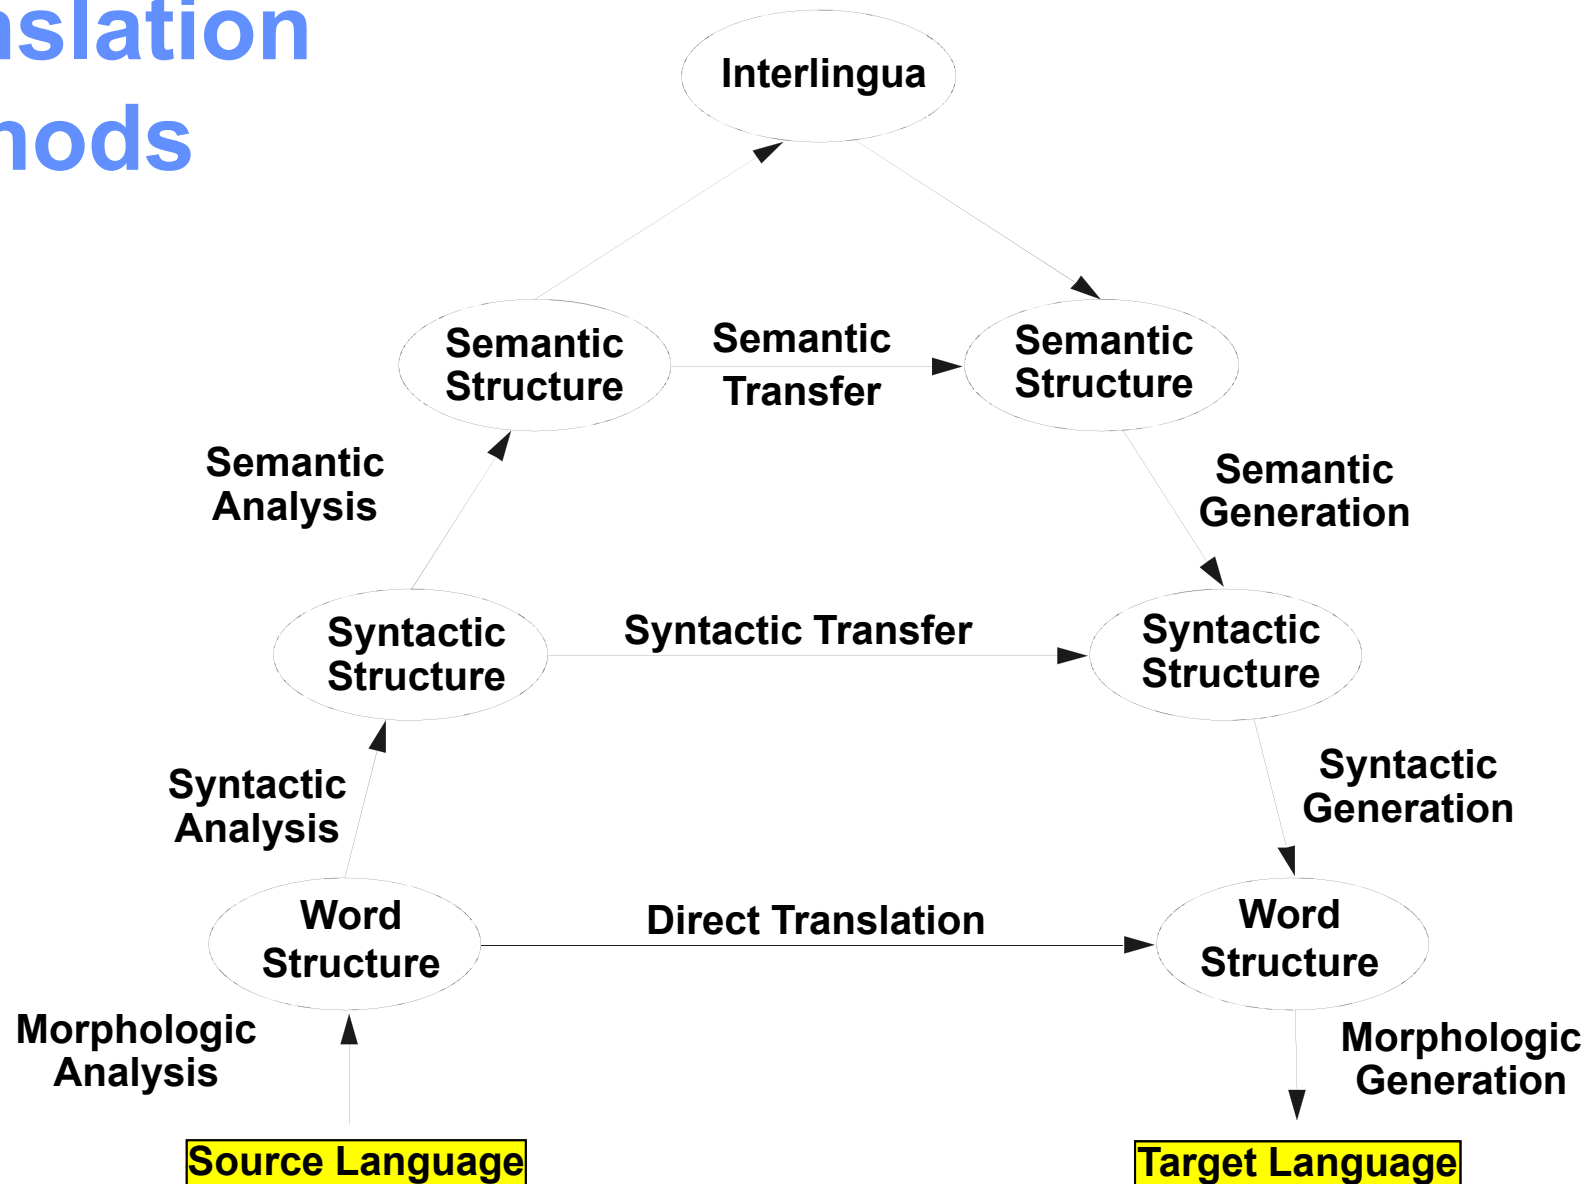 nslation
nods
Interlingua
Semantic
Structure
Semantic
Transfer
Semantic
Structure
Semantic
Analysis
Semantic
Generation
Syntactic
Structure
Syntactic Transfer
Syntactic
Structure
Syntactic
Analysis
Syntactic
Generation
Word
Structure
Direct Translation
Word
Structure
Morphologic
Analysis
Morphologic
Generation
Source Language
Target Language